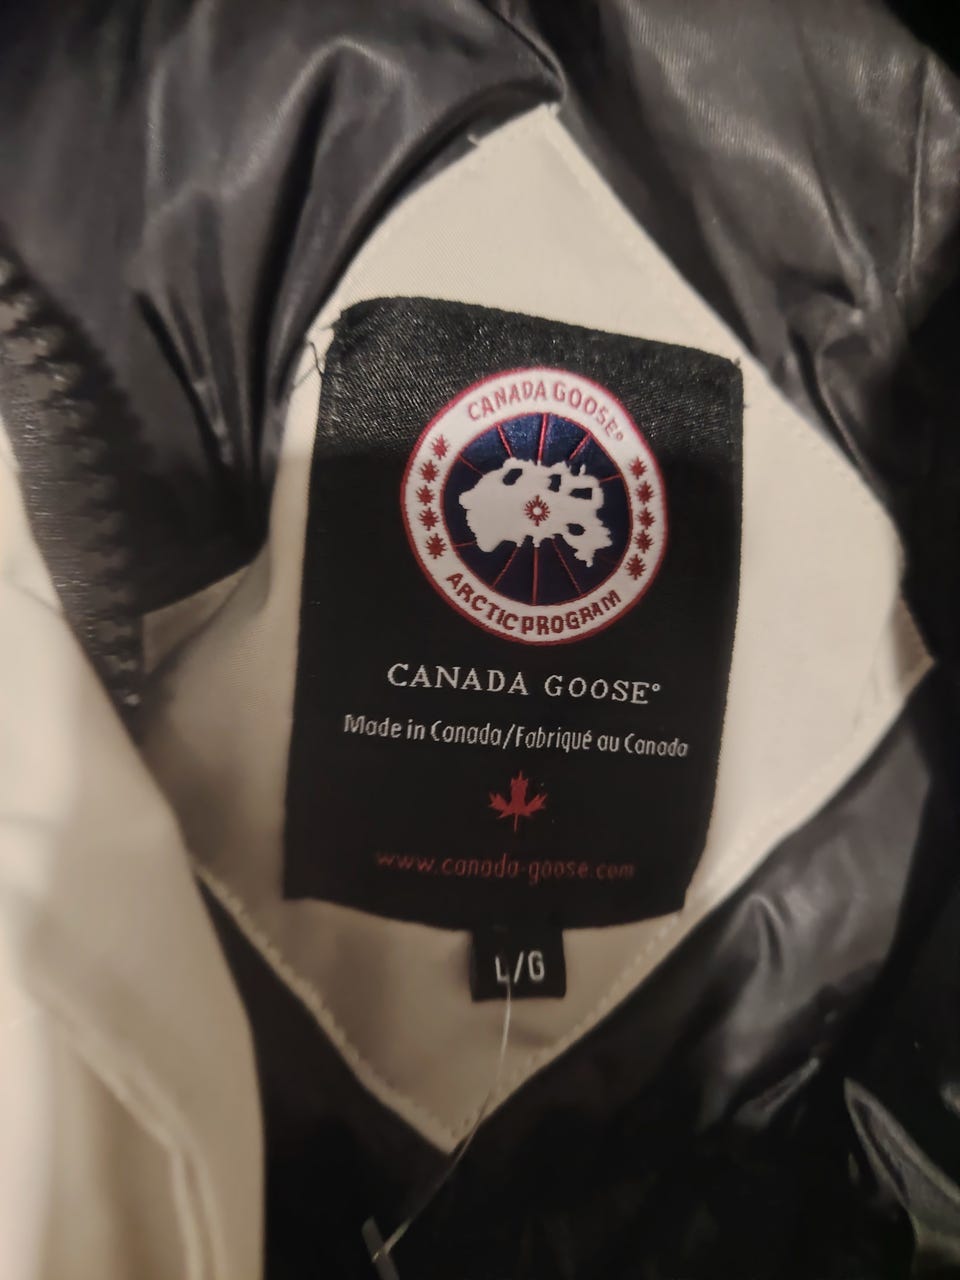 CANADA GOOSE®
ARCTIC PROGRAM
CANADA GOOSE®
Made in Canada/Fabriqué au Canada
www.canada-goose.com
L/G